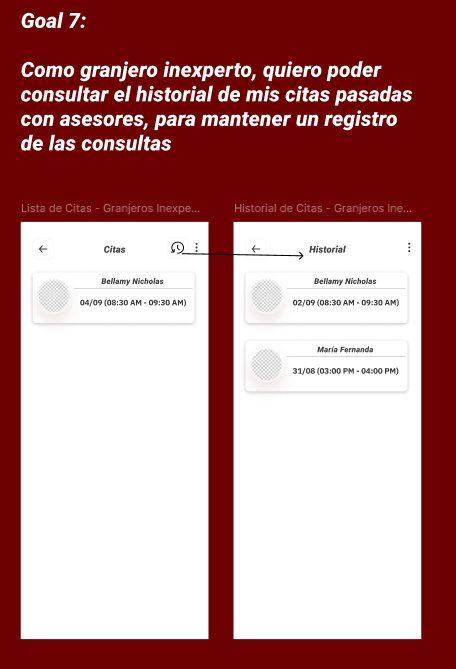 Goal 7:
Como granjero inexperto, quiero poder
consultar el historial de mis citas pasadas
con asesores, para mantener un registro
de las consultas
Lista de Citas - Granjeros Inexpe...
Historial de Citas - Granjeros Ine...
Citas
Bellamy Nicholas
04/09 (08:30 AM - 09:30 AM)
Historial
Bellamy Nicholas
02/09 (08:30 AM - 09:30 AM)
María Fernanda
31/08 (03:00 PM - 04:00 PM)